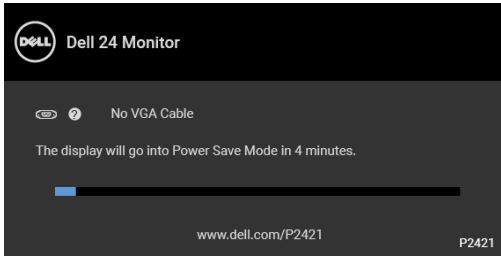 DELL
Dell 24 Monitor
? No VGA Cable
The display will go into Power Save Mode in 4 minutes.
www.dell.com/P2421
P2421